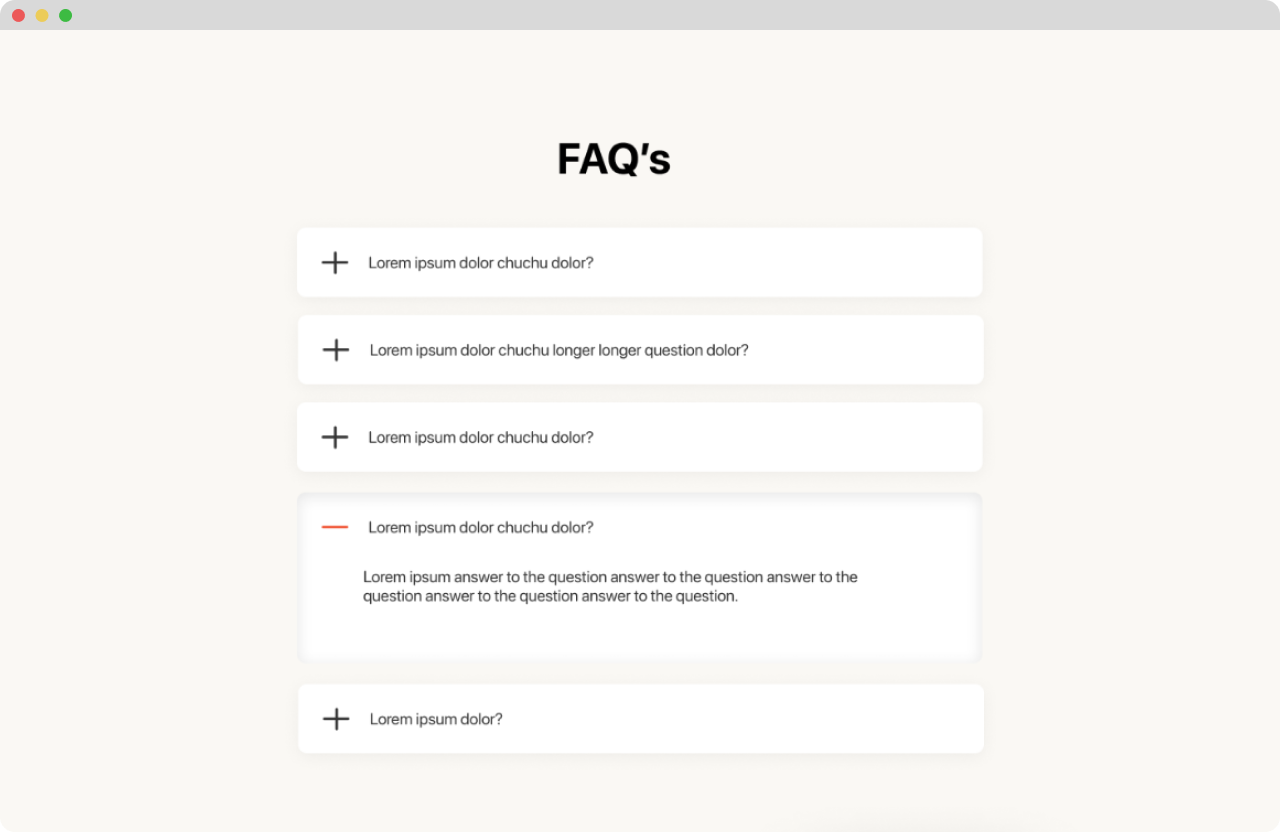 FAQ's
Lorem ipsum dolor chuchu dolor?
Lorem ipsum dolor chuchu longer longer question dolor?
Lorem ipsum dolor chuchu dolor?
Lorem ipsum dolor chuchu dolor?
Lorem ipsum answer to the question answer to the question answer to the
question answer to the question answer to the question.
Lorem ipsum dolor?